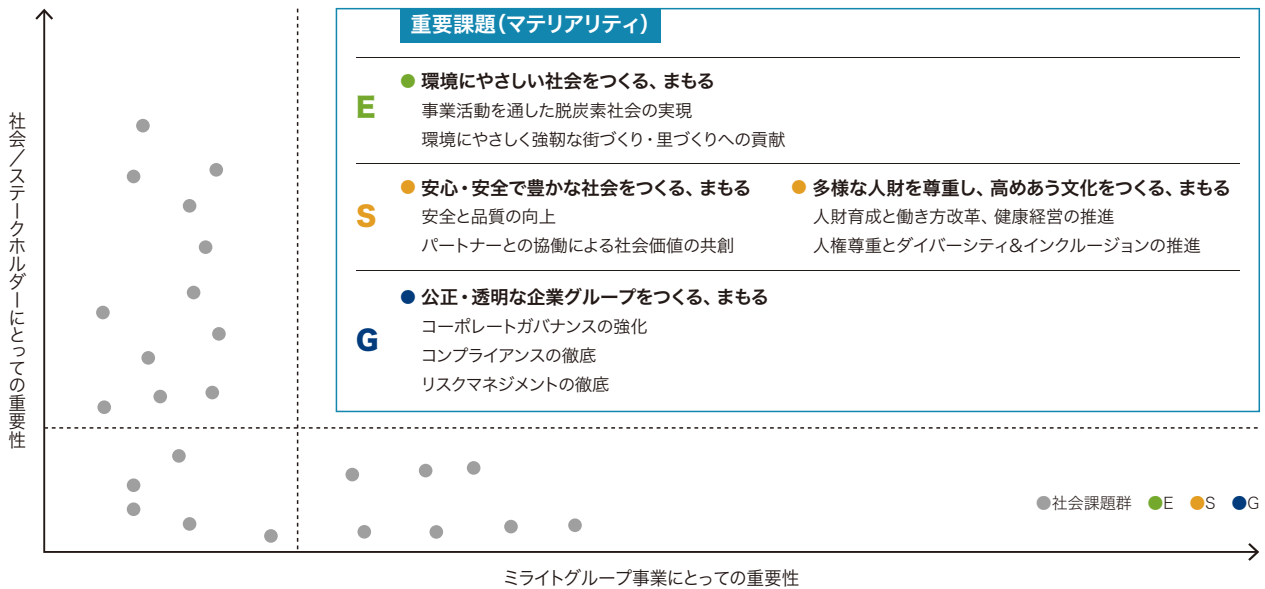 重要課題（マテリアリティ）
E
環境にやさしい社会をつくる、まもる
事業活動を通した脱炭素社会の実現
環境にやさしく強靭な街づくり・里づくりへの貢献
S
安心・安全で豊かな社会をつくる、まもる
安全と品質の向上
パートナーとの協働による社会価値の共創
多様な人財を尊重し、高めあう文化をつくる、まもる
人財育成と働き方改革、健康経営の推進
人権尊重とダイバーシティ&インクルージョンの推進
G
公正・透明な企業グループをつくる、まもる
コーポレートガバナンスの強化
コンプライアンスの徹底
リスクマネジメントの徹底
社会／ステークホルダーにとっての重要性
社会課題群 E S G
ミライトグループ事業にとっての重要性